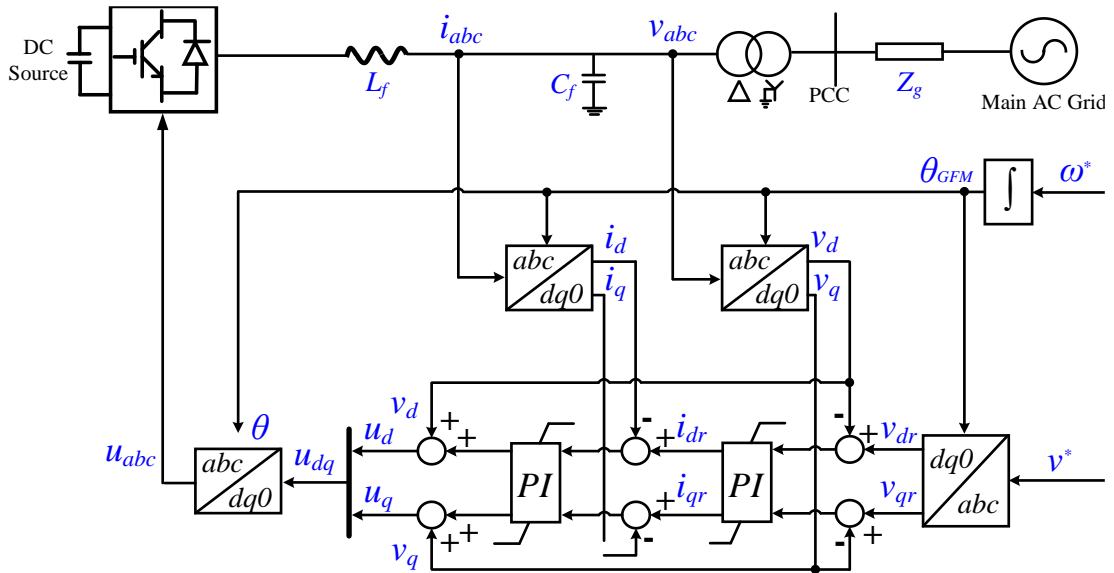 DC
Source
L_f
i_abc
C_f
v_abc
PCC
Z_g
Main AC Grid
θ_GFM
∫
ω*
abc
dq0
i_d
i_q
abc
dq0
v_d
v_q
θ
u_abc
abc
dq0
u_dq
u_d
u_q
v_d
+
+
v_q
+
+
PI
-
+
i_dr
+
-
i_qr
PI
-
+
v_dr
-
+
v_qr
dq0
abc
v*